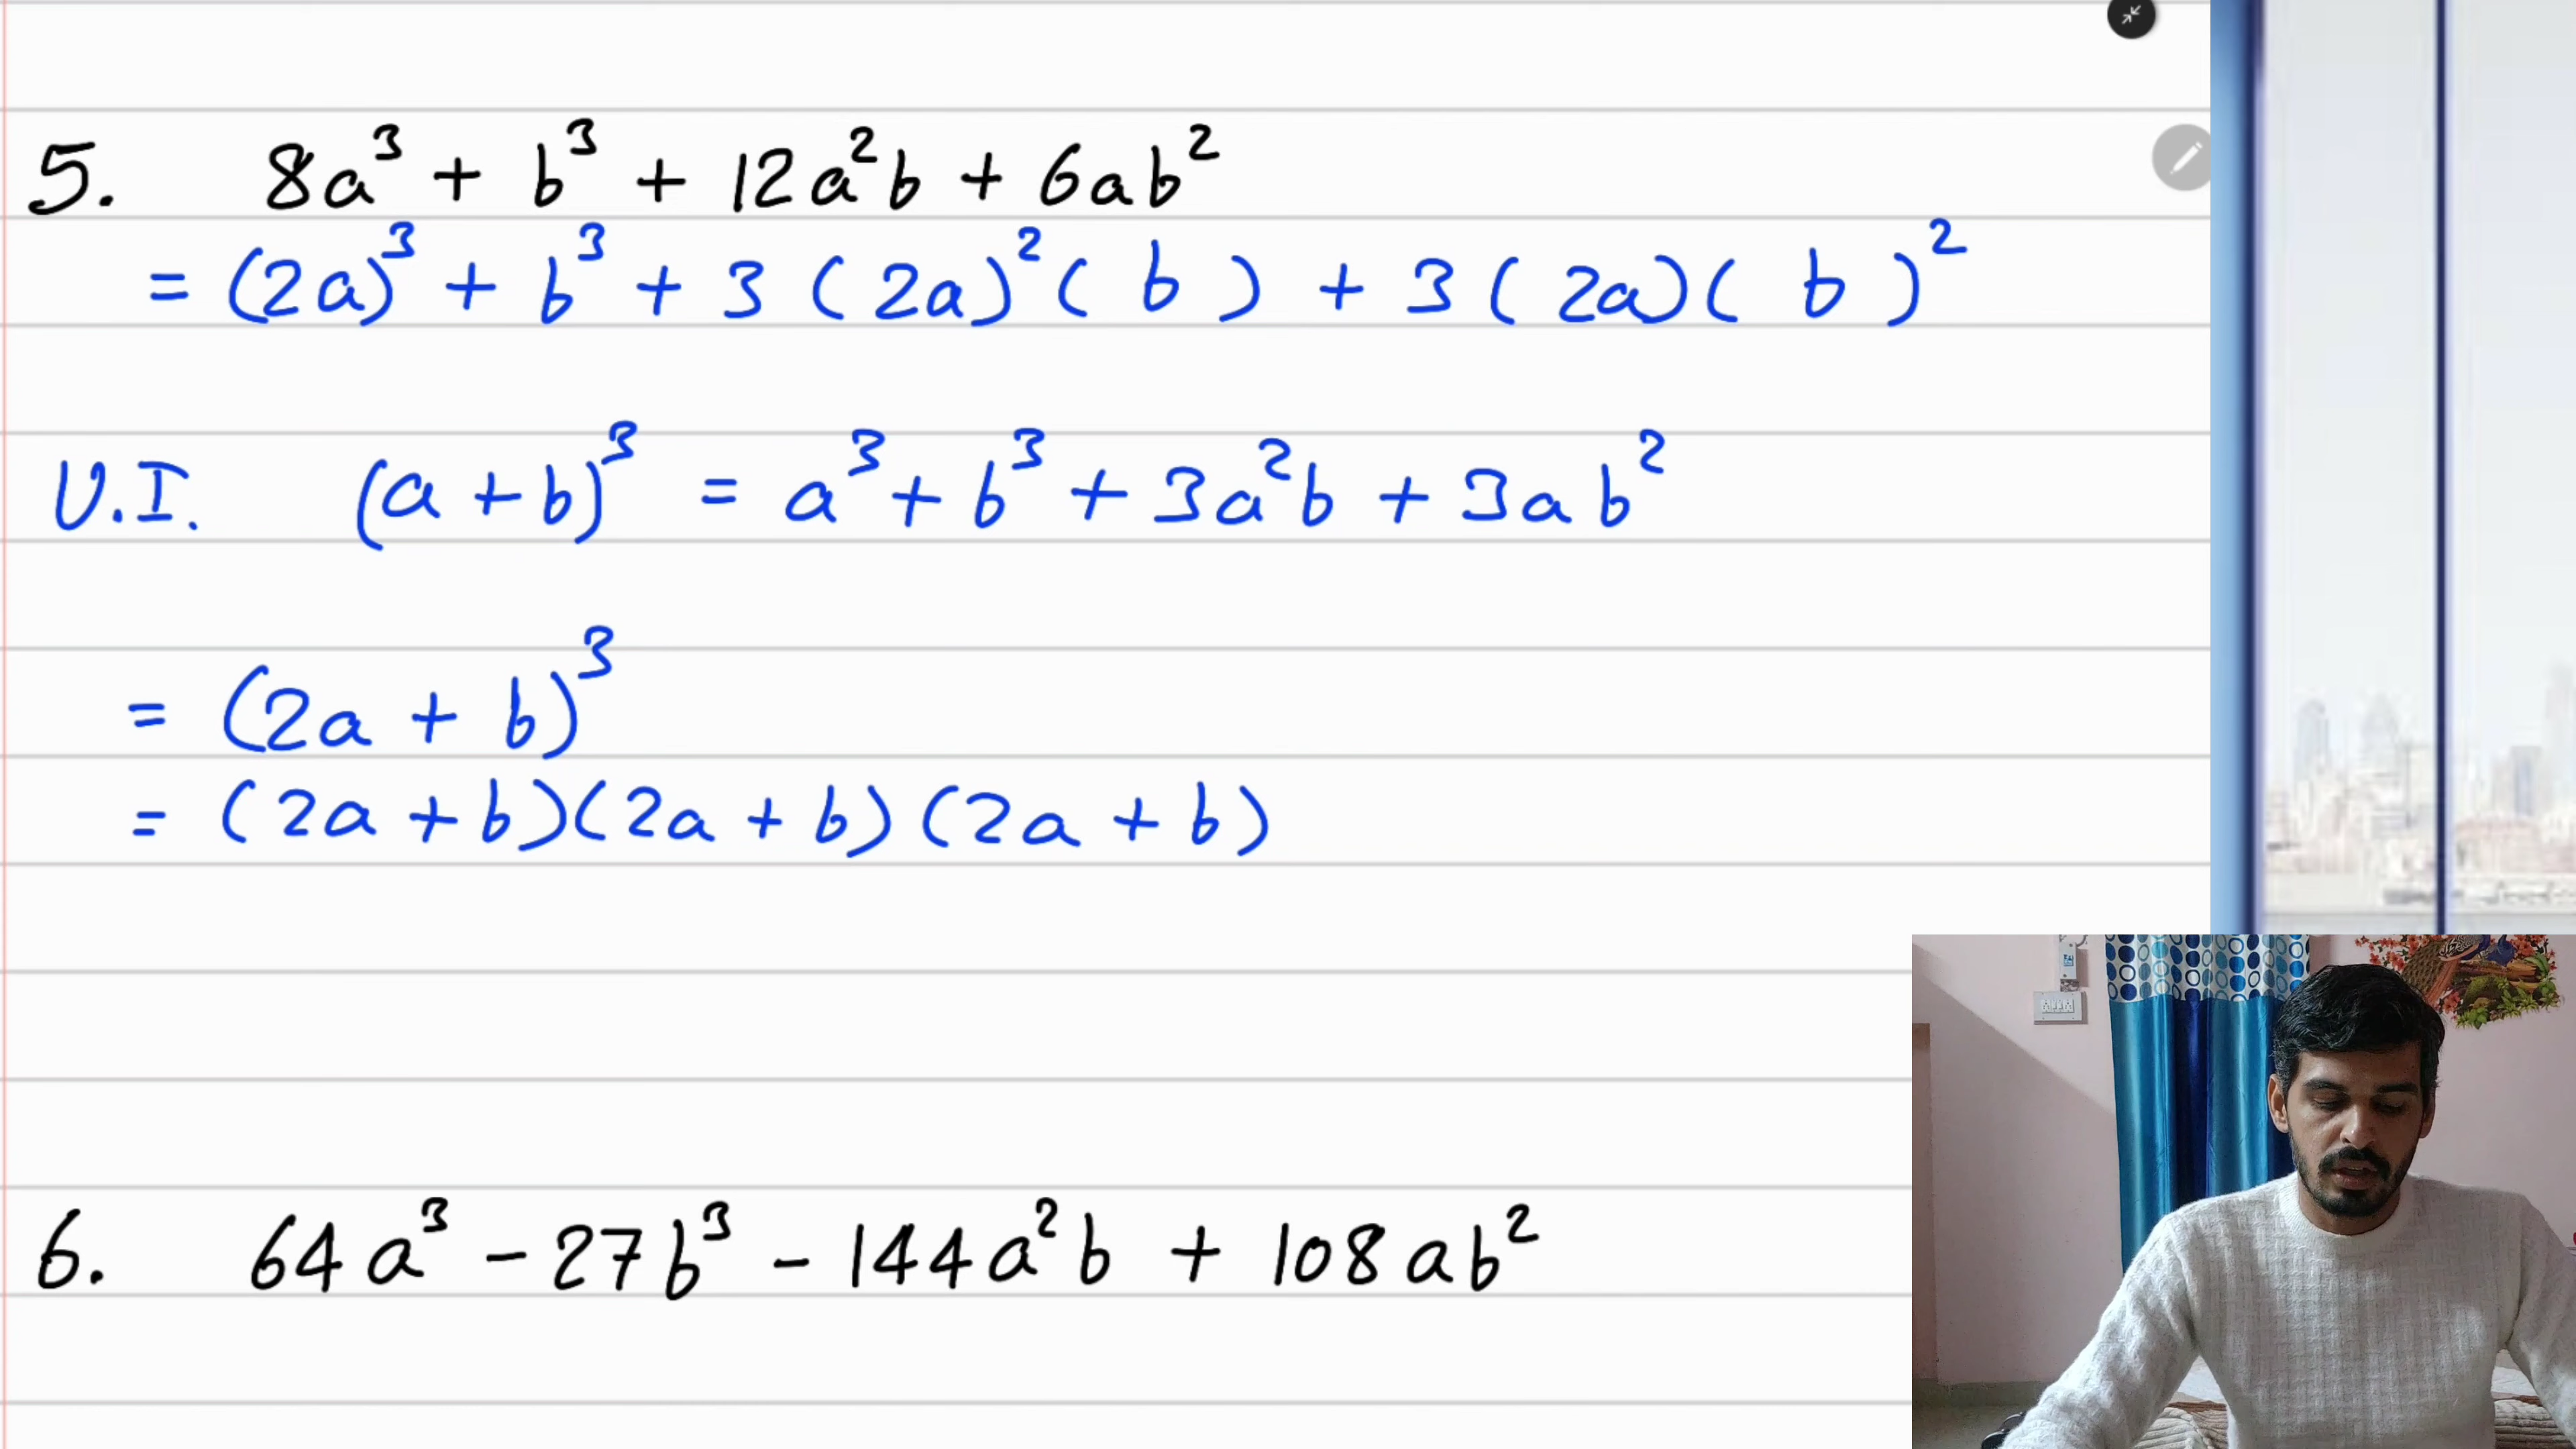 5. 8a³ + b³ + 12a²b + 6ab²
= (2a)³ + b³ + 3 ( 2a)² ( b ) + 3 ( 2a) ( b )²
U.I. (a + b)³ = a³ + b³ + 3a²b + 3ab²
= (2a + b)³
= (2a + b)(2a + b)(2a + b)
6. 64a³ - 27b³ - 144a²b + 108ab²